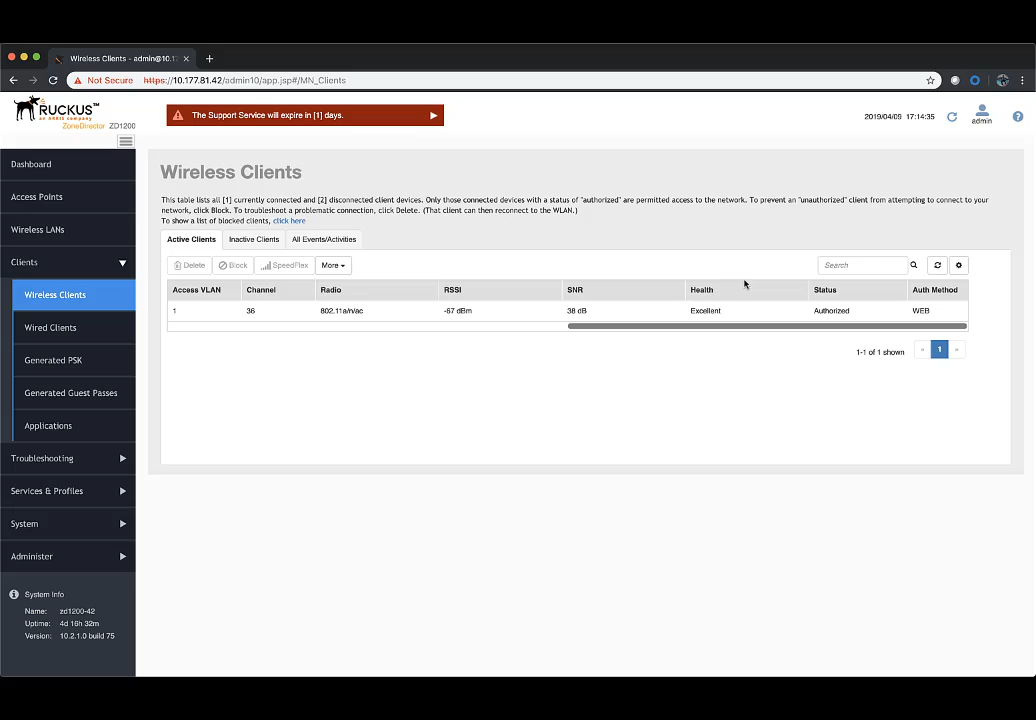 Wireless Clients - admin@10.1
Not Secure https://10.177.81.42/admin10/app.jsp#/MN_Clients
RUCKUS™
an ARRIS company
ZoneDirector ZD1200
The Support Service will expire in [1] days.
2019/04/09 17:14:35
admin
Dashboard
Access Points
Wireless LANs
Clients
Wireless Clients
Wired Clients
Generated PSK
Generated Guest Passes
Applications
Troubleshooting
Services & Profiles
System
Administer
System Info
Name: zd1200-42
Uptime: 4d 16h 32m
Version: 10.2.1.0 build 75
Wireless Clients
This table lists all [1] currently connected and [2] disconnected client devices. Only those connected devices with a status of "authorized" are permitted access to the network. To prevent an "unauthorized" client from attempting to connect to your
network, click Block. To troubleshoot a problematic connection, click Delete. (That client can then reconnect to the WLAN.)
To show a list of blocked clients, click here
Active Clients Inactive Clients All Events/Activities
Delete Block SpeedFlex More Search
Access VLAN Channel Radio RSSI SNR Health Status Auth Method
1 36 802.11a/n/ac -67 dBm 38 dB Excellent Authorized WEB
1-1 of 1 shown « 1 »